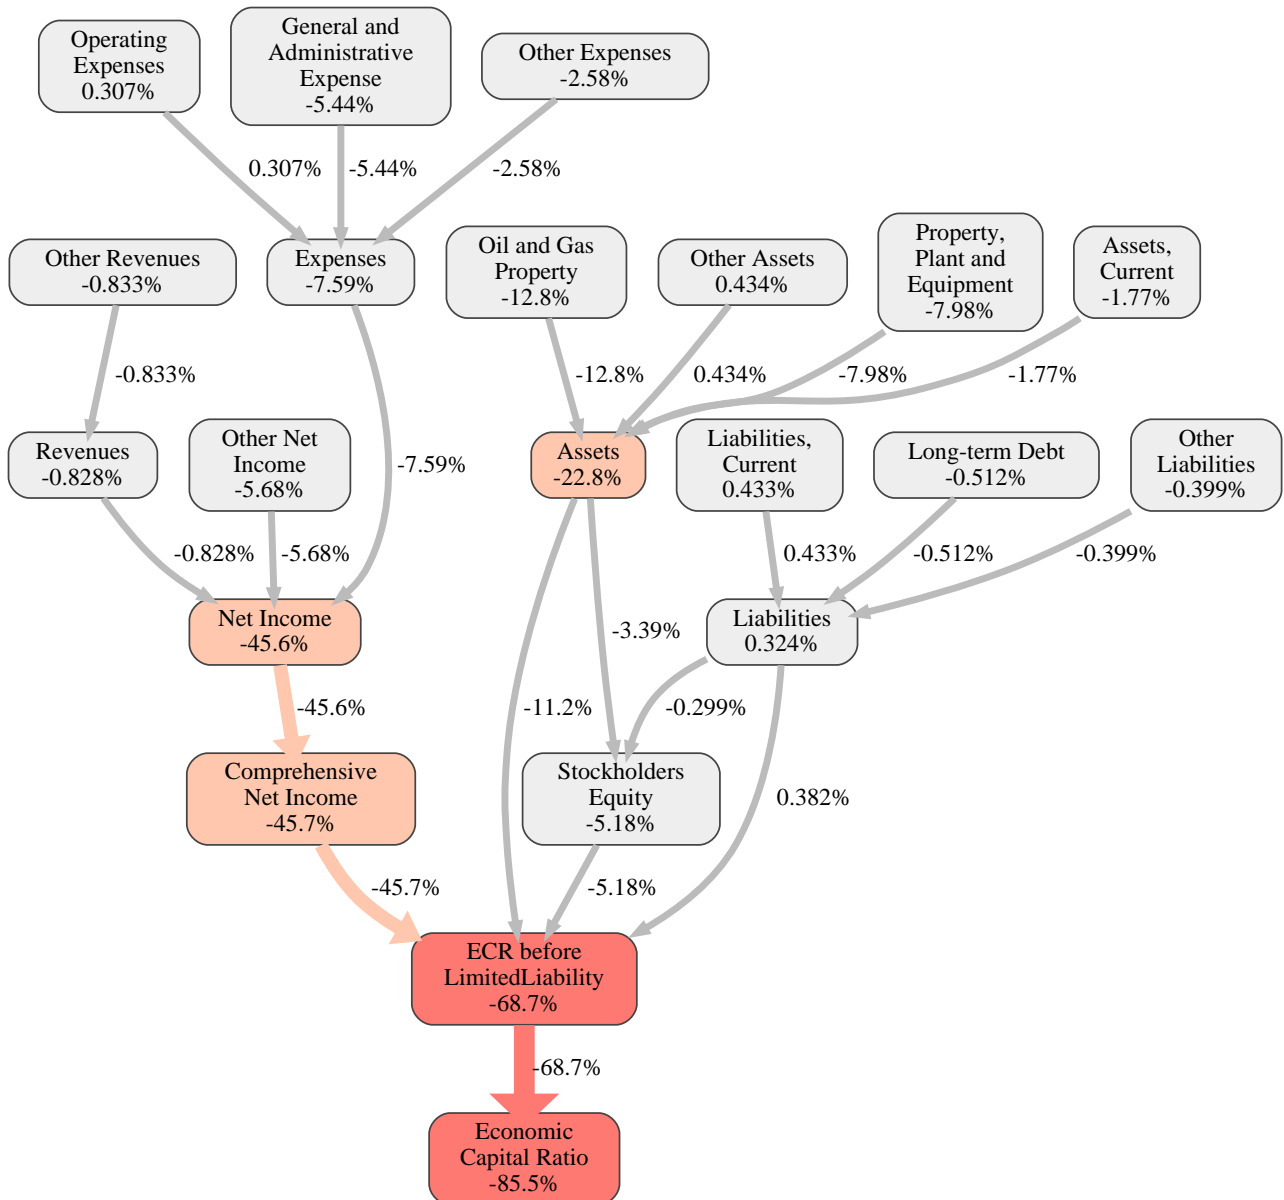 Operating
Expenses
0.307%
General and
Administrative
Expense
-5.44%
Other Expenses
-2.58%
0.307%
-5.44%
-2.58%
Other Revenues
-0.833%
Expenses
-7.59%
Oil and Gas
Property
-12.8%
Other Assets
0.434%
Property,
Plant and
Equipment
-7.98%
Assets,
Current
-1.77%
-0.833%
-12.8%
0.434%
-7.98%
-1.77%
Revenues
-0.828%
Other Net
Income
-5.68%
-7.59%
Assets
-22.8%
Liabilities,
Current
0.433%
Long-term Debt
-0.512%
Other
Liabilities
-0.399%
-0.828%
-5.68%
0.433%
-0.512%
-0.399%
Net Income
-45.6%
-3.39%
Liabilities
0.324%
-45.6%
-11.2%
-0.299%
Comprehensive
Net Income
-45.7%
Stockholders
Equity
-5.18%
0.382%
-45.7%
-5.18%
ECR before
LimitedLiability
-68.7%
-68.7%
Economic
Capital Ratio
-85.5%